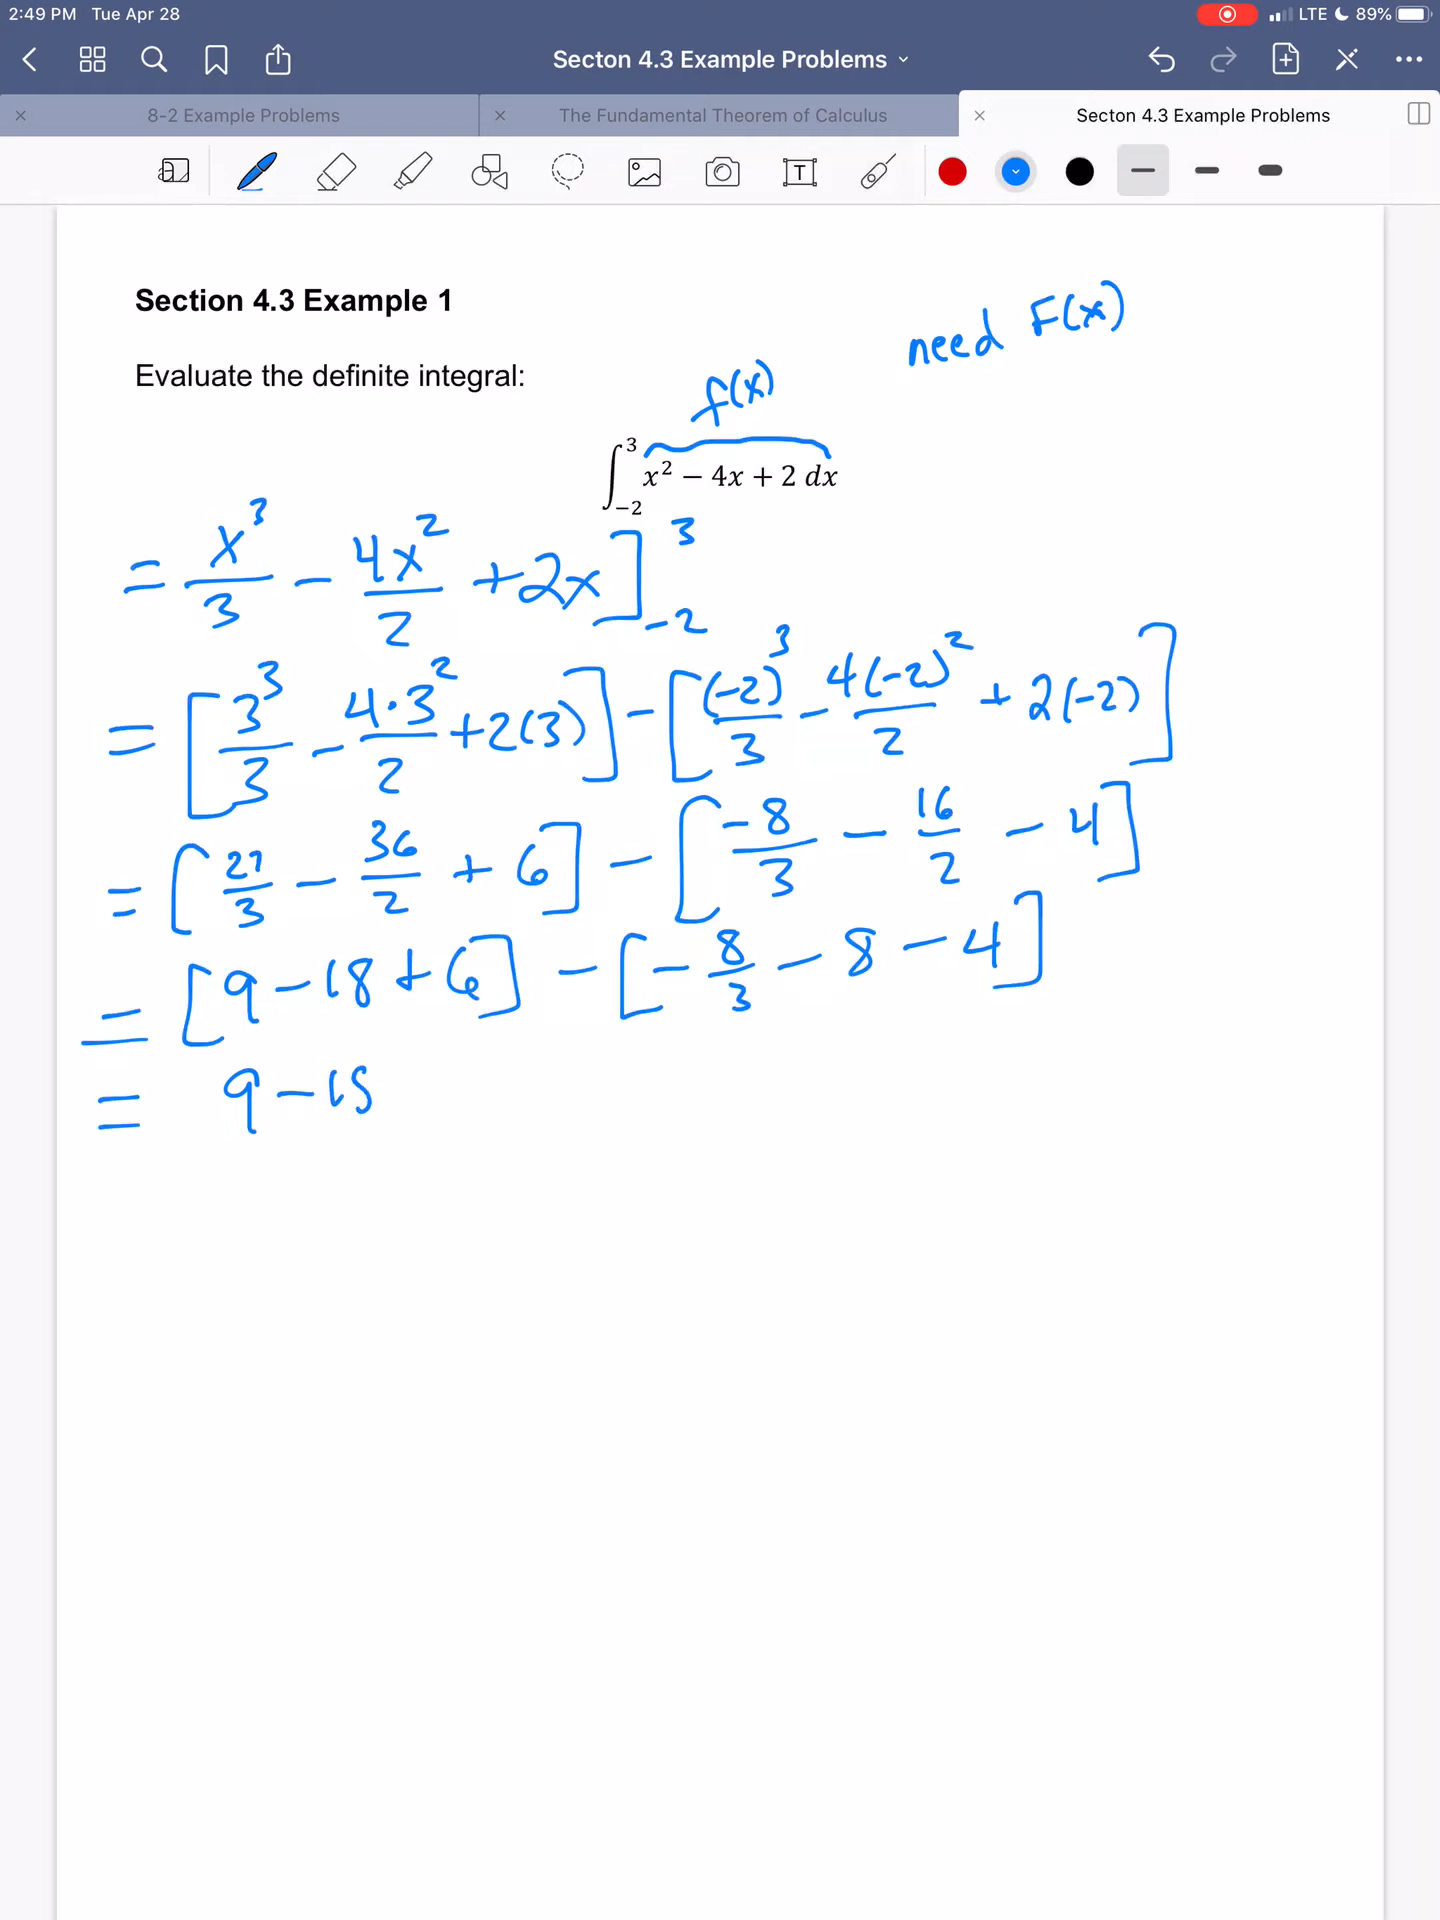 2:49 PM Tue Apr 28 LTE 89%
Secton 4.3 Example Problems
8-2 Example Problems The Fundamental Theorem of Calculus Secton 4.3 Example Problems
Section 4.3 Example 1
need F(x)
Evaluate the definite integral:
f(x)
∫₋₂³ x² − 4x + 2 dx
= x³/3 − 4x²/2 + 2x ]₋₂³
= [3³/3 − 4·3²/2 + 2(3)] − [(-2)³/3 − 4(-2)²/2 + 2(-2)]
= [27/3 − 36/2 + 6] − [-8/3 − 16/2 − 4]
= [9 − 18 + 6] − [-8/3 − 8 − 4]
= 9 − 15